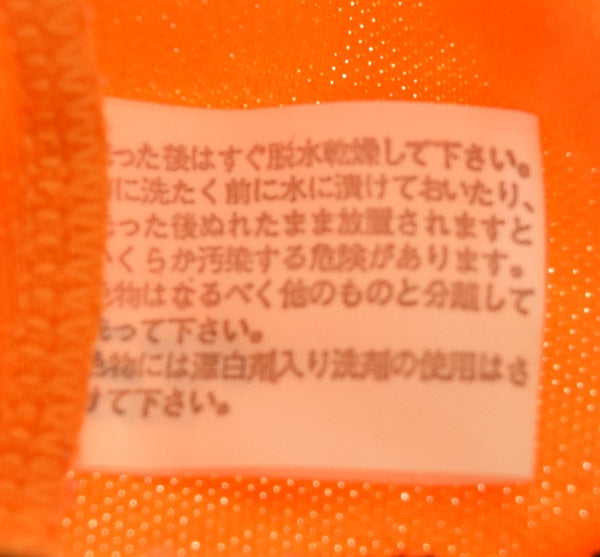 った後はすぐ脱水乾燥して下さい。
に洗たく前に水に漬けておいたり、
った後ぬれたまま放置されますと
くらか汚染する危険があります。
物はなるべく他のものと分離して
って下さい。
物には漂白剤入り洗剤の使用はさ
けて下さい。